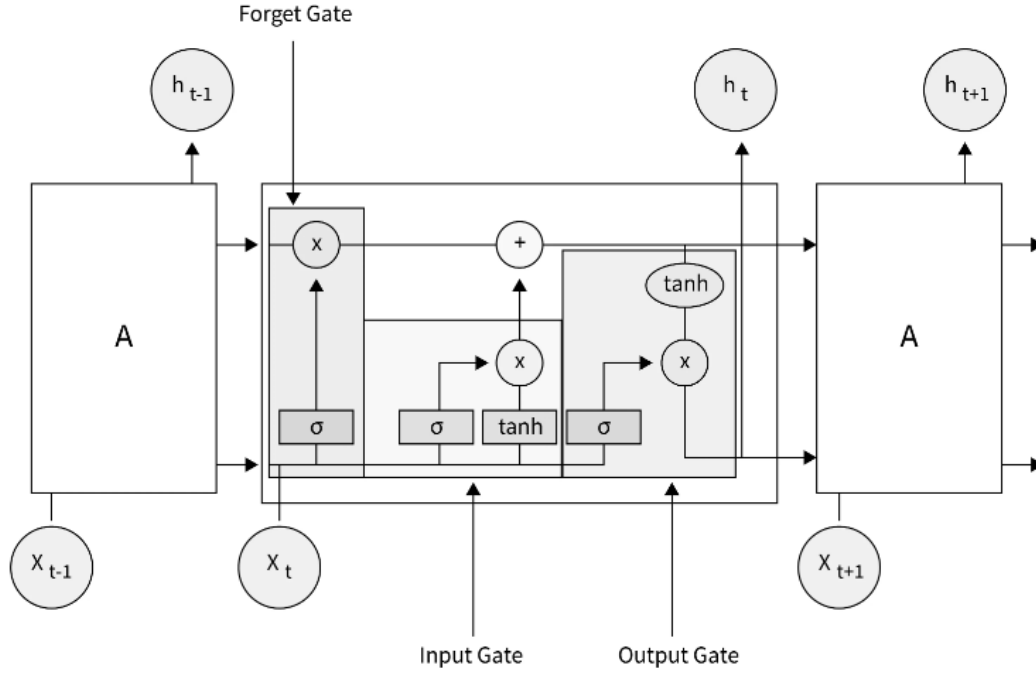 Forget Gate
h t-1
h t
h t+1
A
x
+
tanh
x
x
σ
σ
tanh
σ
A
X t-1
X t
X t+1
Input Gate
Output Gate